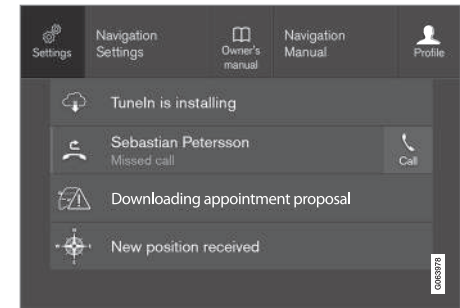 Settings
Navigation
Settings
Owner's
manual
Navigation
Manual
Profile
TuneIn is installing
Sebastian Petersson
Missed call
Call
Downloading appointment proposal
New position received
G063978